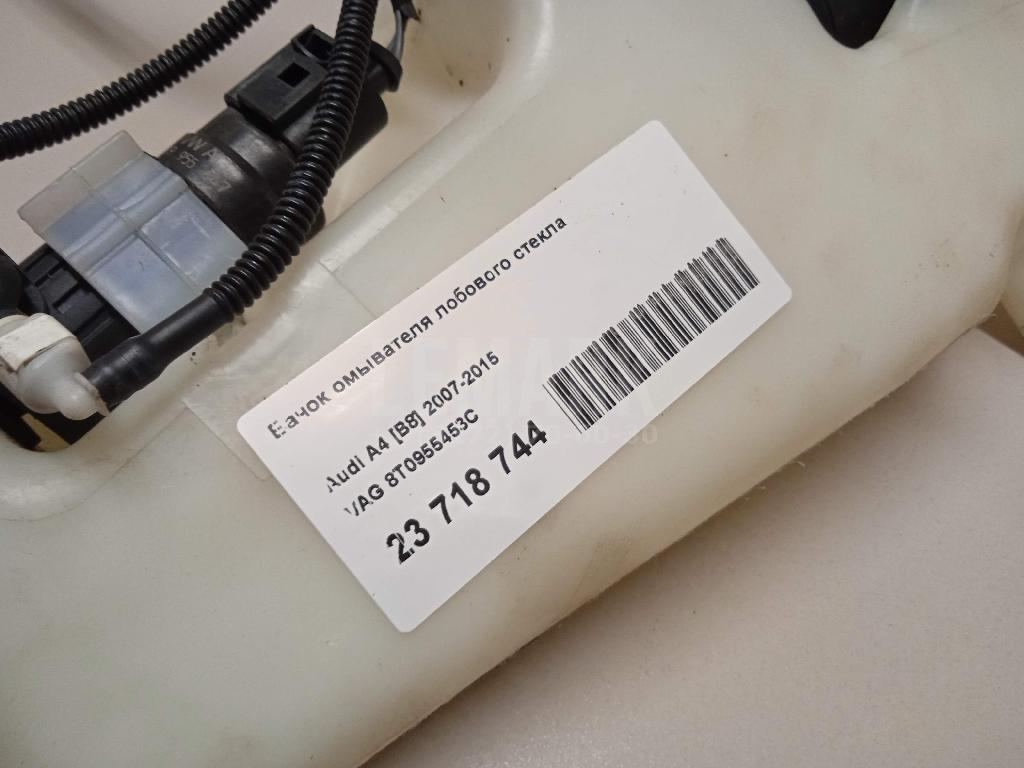 Бачок омывателя лобового стекла
Audi A4 [B8] 2007-2015
VAG 8T0955453C
23 718 744